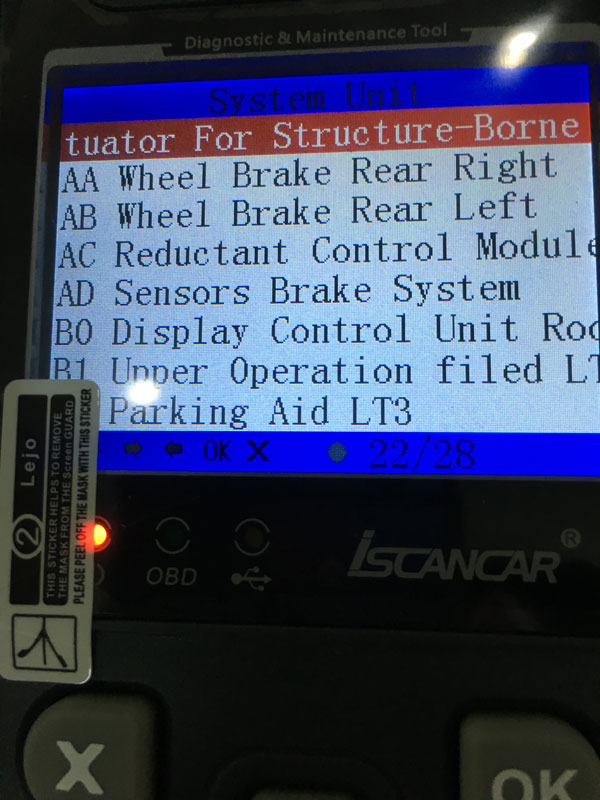 Diagnostic & Maintenance Tool
System Unit
tuator For Structure-Borne
AA Wheel Brake Rear Right
AB Wheel Brake Rear Left
AC Reductant Control Module
AD Sensors Brake System
B0 Display Control Unit Roo
B1 Upper Operation filed LT
Parking Aid LT3
OK X 22/28
② Lejo
THIS STICKER HELPS TO REMOVE
THE MASK FROM THE Screen GUARD
PLEASE PEEL OFF THE MASK WITH THIS STICKER
OBD
iSCANCAR®
X
OK